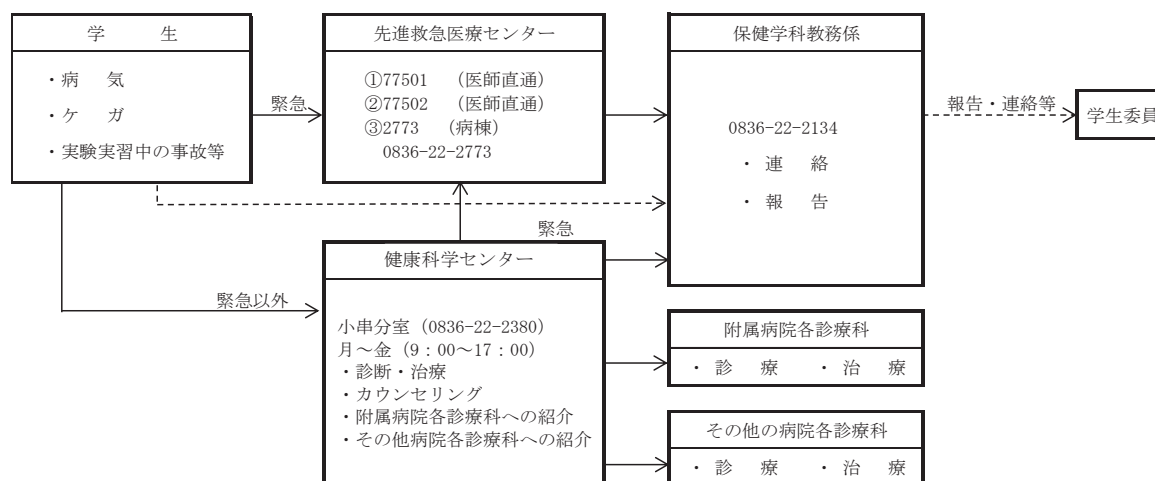 学　生
・病　気
・ケ　ガ
・実験実習中の事故等
緊急
先進救急医療センター
①77501　（医師直通）
②77502　（医師直通）
③2773　（病棟）
0836-22-2773
保健学科教務係
0836-22-2134
・ 連　絡
・ 報　告
報告・連絡等
学生委員
緊急以外
緊急
健康科学センター
小串分室（0836-22-2380）
月～金（9：00～17：00）
・診断・治療
・カウンセリング
・附属病院各診療科への紹介
・その他病院各診療科への紹介
附属病院各診療科
・ 診　療　・ 治　療
その他の病院各診療科
・ 診　療　・ 治　療